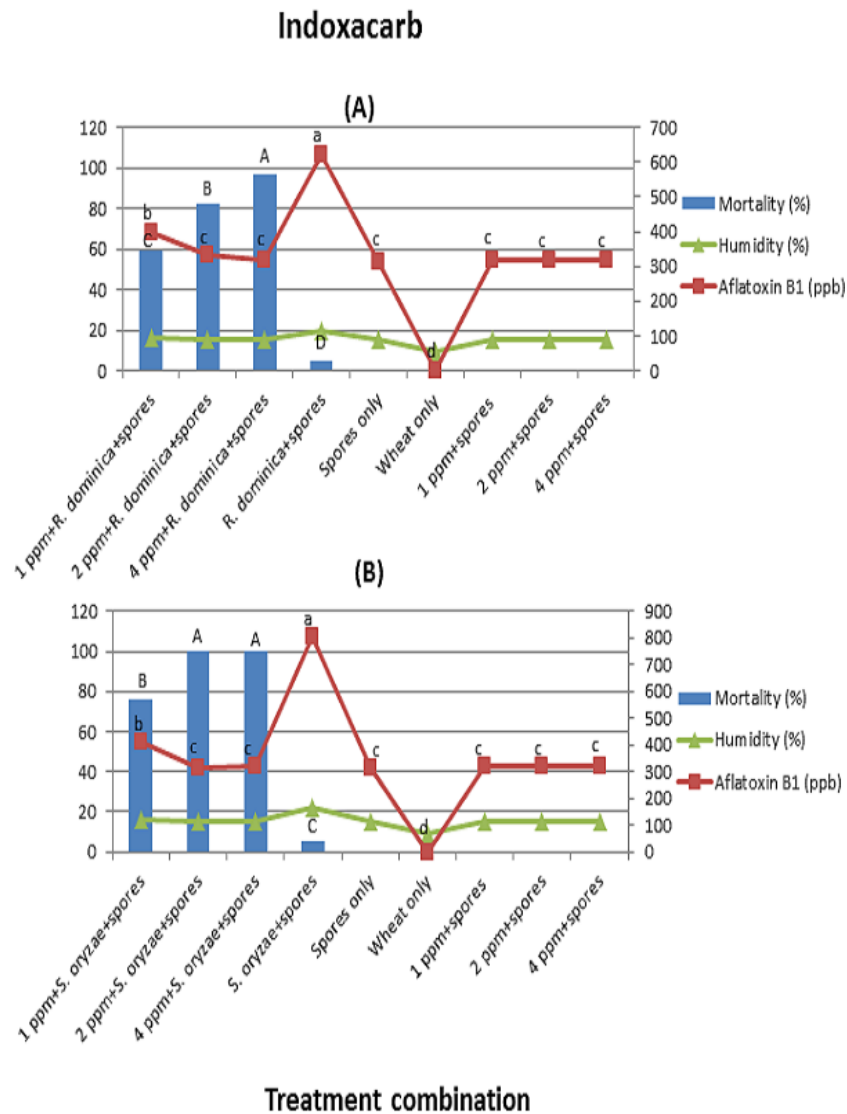 Indoxacarb
(A)
120
100
80
60
40
20
0
700
600
500
400
300
200
100
0
b
C
B
c
A
c
a
D
c
d
c
c
c
Mortality (%)
Humidity (%)
Aflatoxin B1 (ppb)
1 ppm+R. dominica+spores
2 ppm+R. dominica+spores
4 ppm+R. dominica+spores
R. dominica+spores
Spores only
Wheat only
1 ppm+spores
2 ppm+spores
4 ppm+spores
(B)
120
100
80
60
40
20
0
900
800
700
600
500
400
300
200
100
0
B
b
A
c
A
c
a
C
c
d
c
c
c
Mortality (%)
Humidity (%)
Aflatoxin B1 (ppb)
1 ppm+S. oryzae+spores
2 ppm+S. oryzae+spores
4 ppm+S. oryzae+spores
S. oryzae+spores
Spores only
Wheat only
1 ppm+spores
2 ppm+spores
4 ppm+spores
Treatment combination